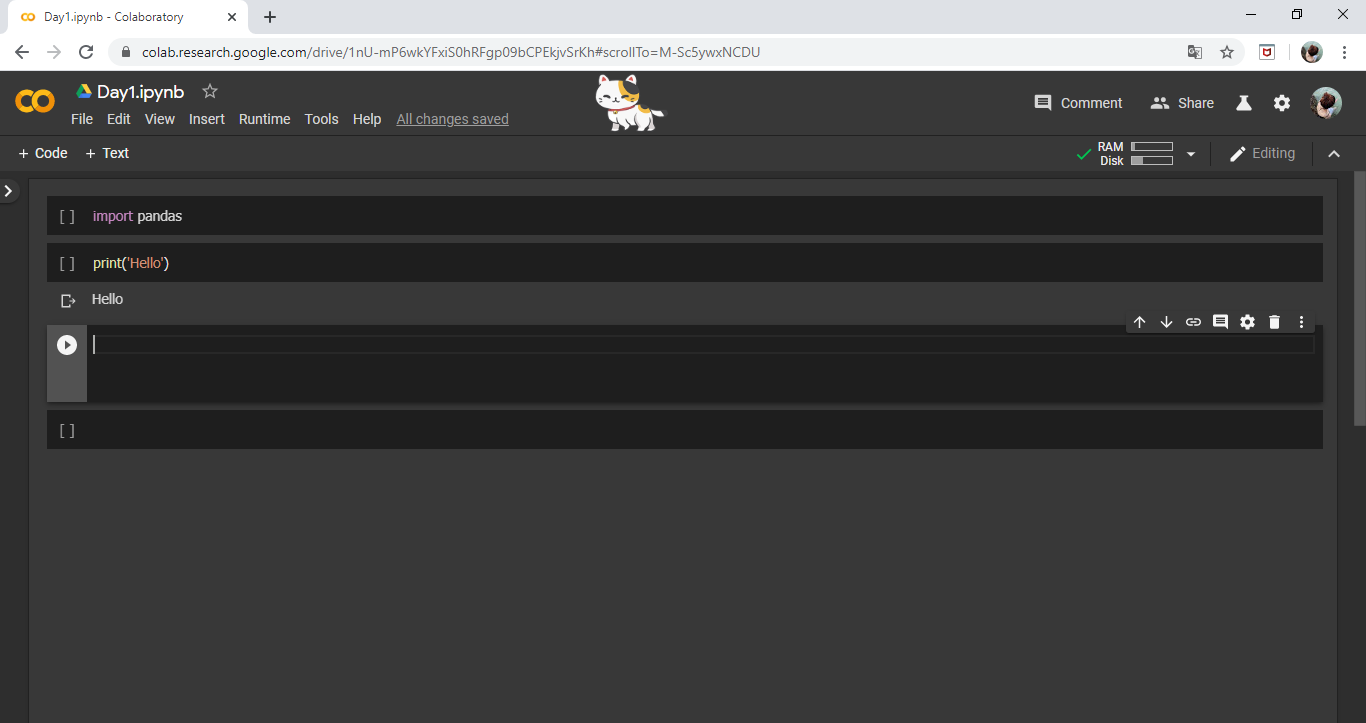 Day1.ipynb - Colaboratory
colab.research.google.com/drive/1nU-mP6wkYFxiS0hRFgp09bCPEkjvSrKh#scrollTo=M-Sc5ywxNCDU
Day1.ipynb
File Edit View Insert Runtime Tools Help All changes saved
Comment Share
+ Code + Text
RAM
Disk
Editing
[ ] import pandas
[ ] print('Hello')
Hello
[ ]